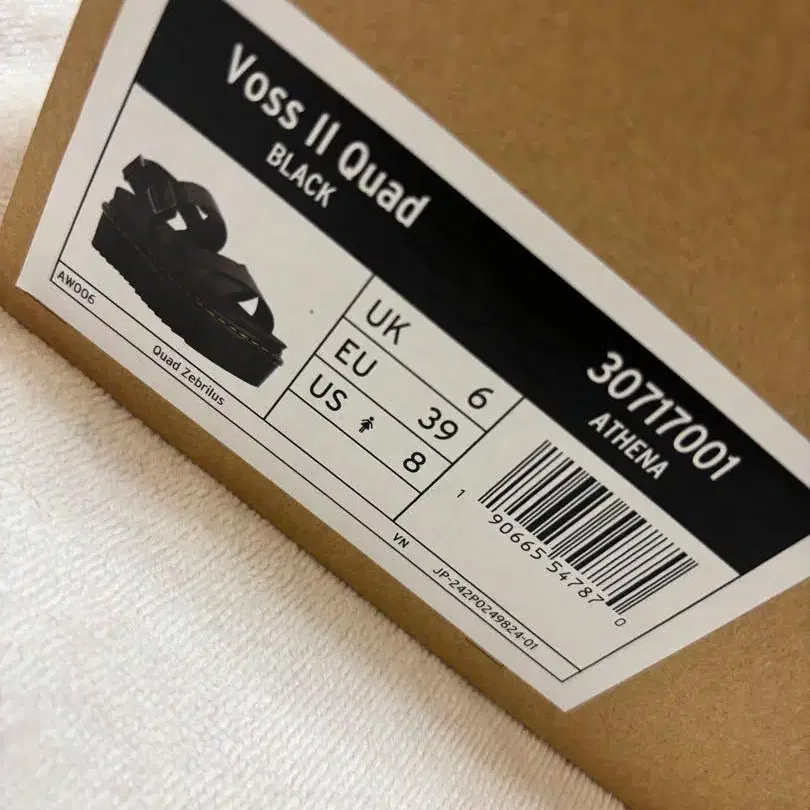 Voss II Quad
BLACK
30717001
ATHENA
AW006
Quad Zebrilus
UK 6
EU 39
US 8
1 90665 54787 0
VN
JP-242P0249824-01